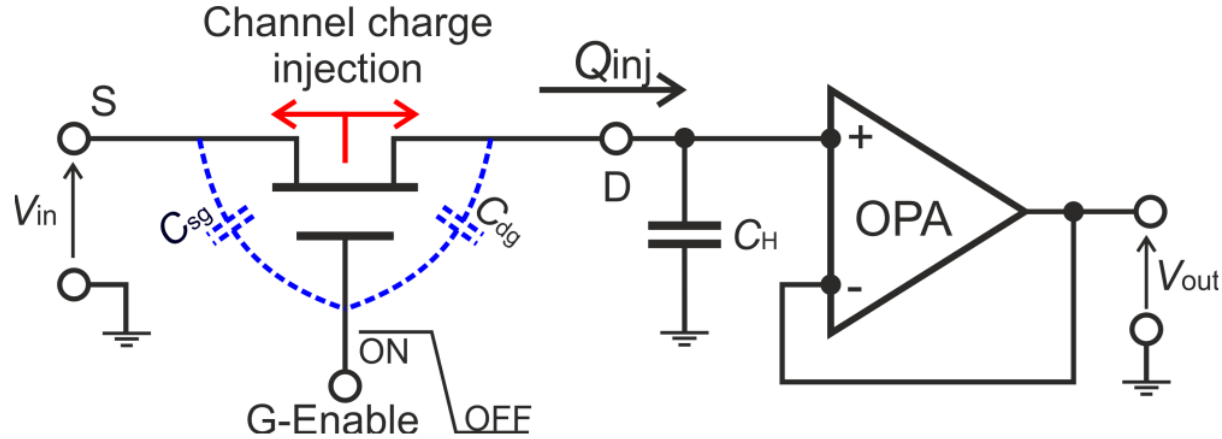 Channel charge
injection
Qinj
S
D
Vin
Csg
Cdg
CH
+
OPA
-
Vout
ON
G-Enable
OFF